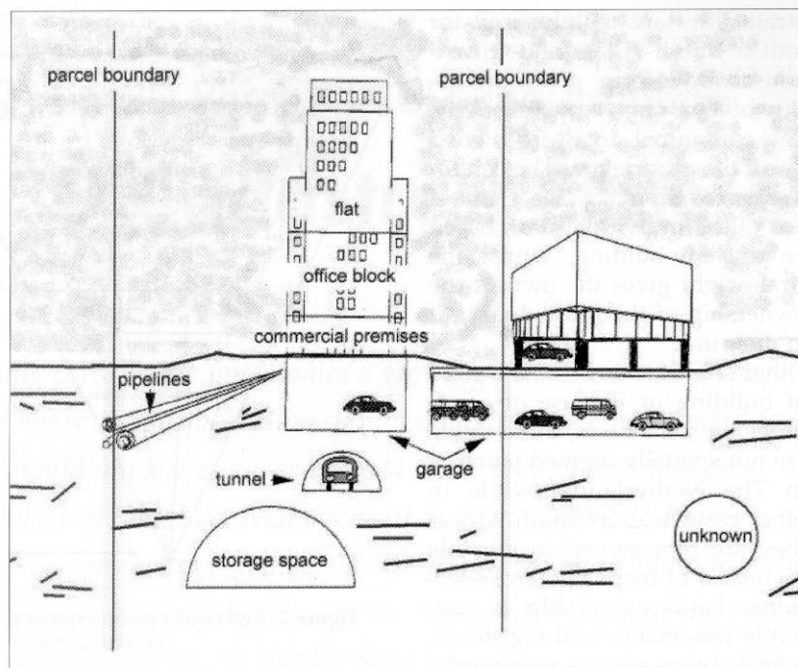 parcel boundary
parcel boundary
flat
office block
commercial premises
pipelines
garage
tunnel
storage space
unknown